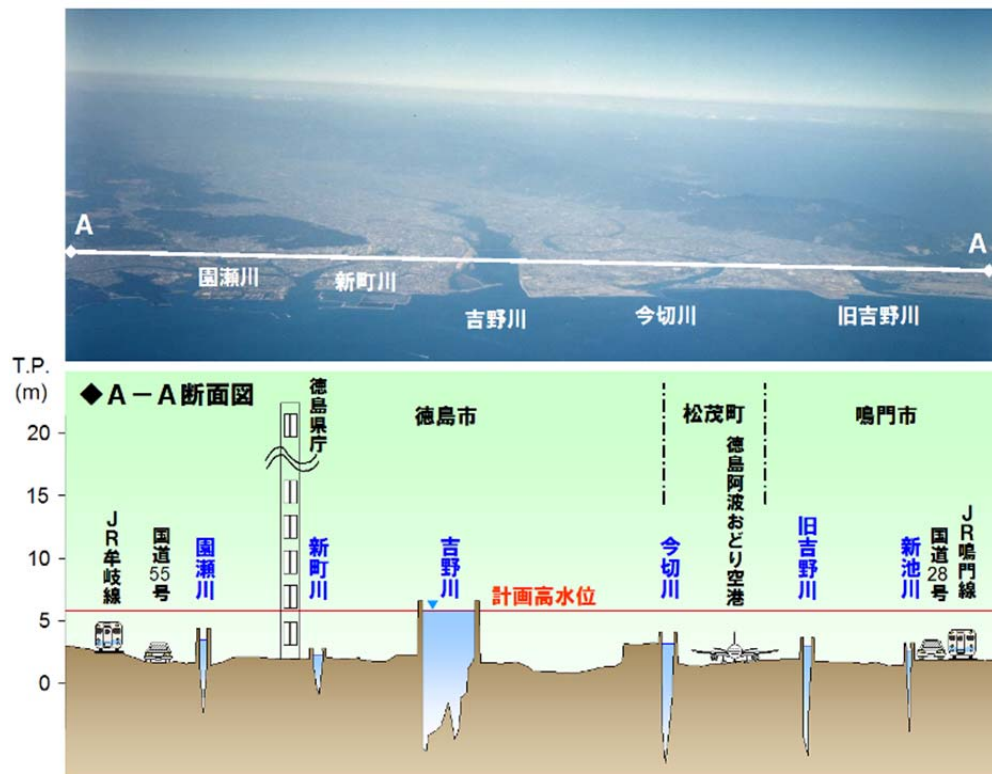 A
A
園瀬川
新町川
吉野川
今切川
旧吉野川
T.P.
(m)
◆A－A断面図
徳島県庁
徳島市
松茂町
鳴門市
20
15
10
5
0
JR牟岐線
国道55号
園瀬川
新町川
吉野川
計画高水位
今切川
徳島阿波おどり空港
旧吉野川
新池川
国道28号
JR鳴門線